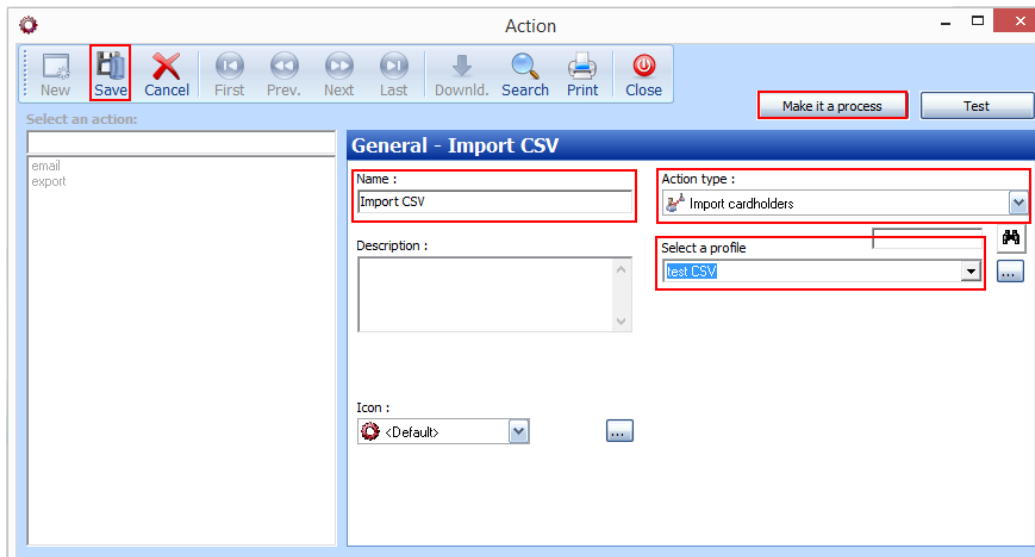 Action
New Save Cancel First Prev. Next Last Downld. Search Print Close
Make it a process Test
Select an action:
email
export
General - Import CSV
Name :
Import CSV
Action type :
Import cardholders
Description :
Select a profile
test CSV
...
Icon :
<Default>
...